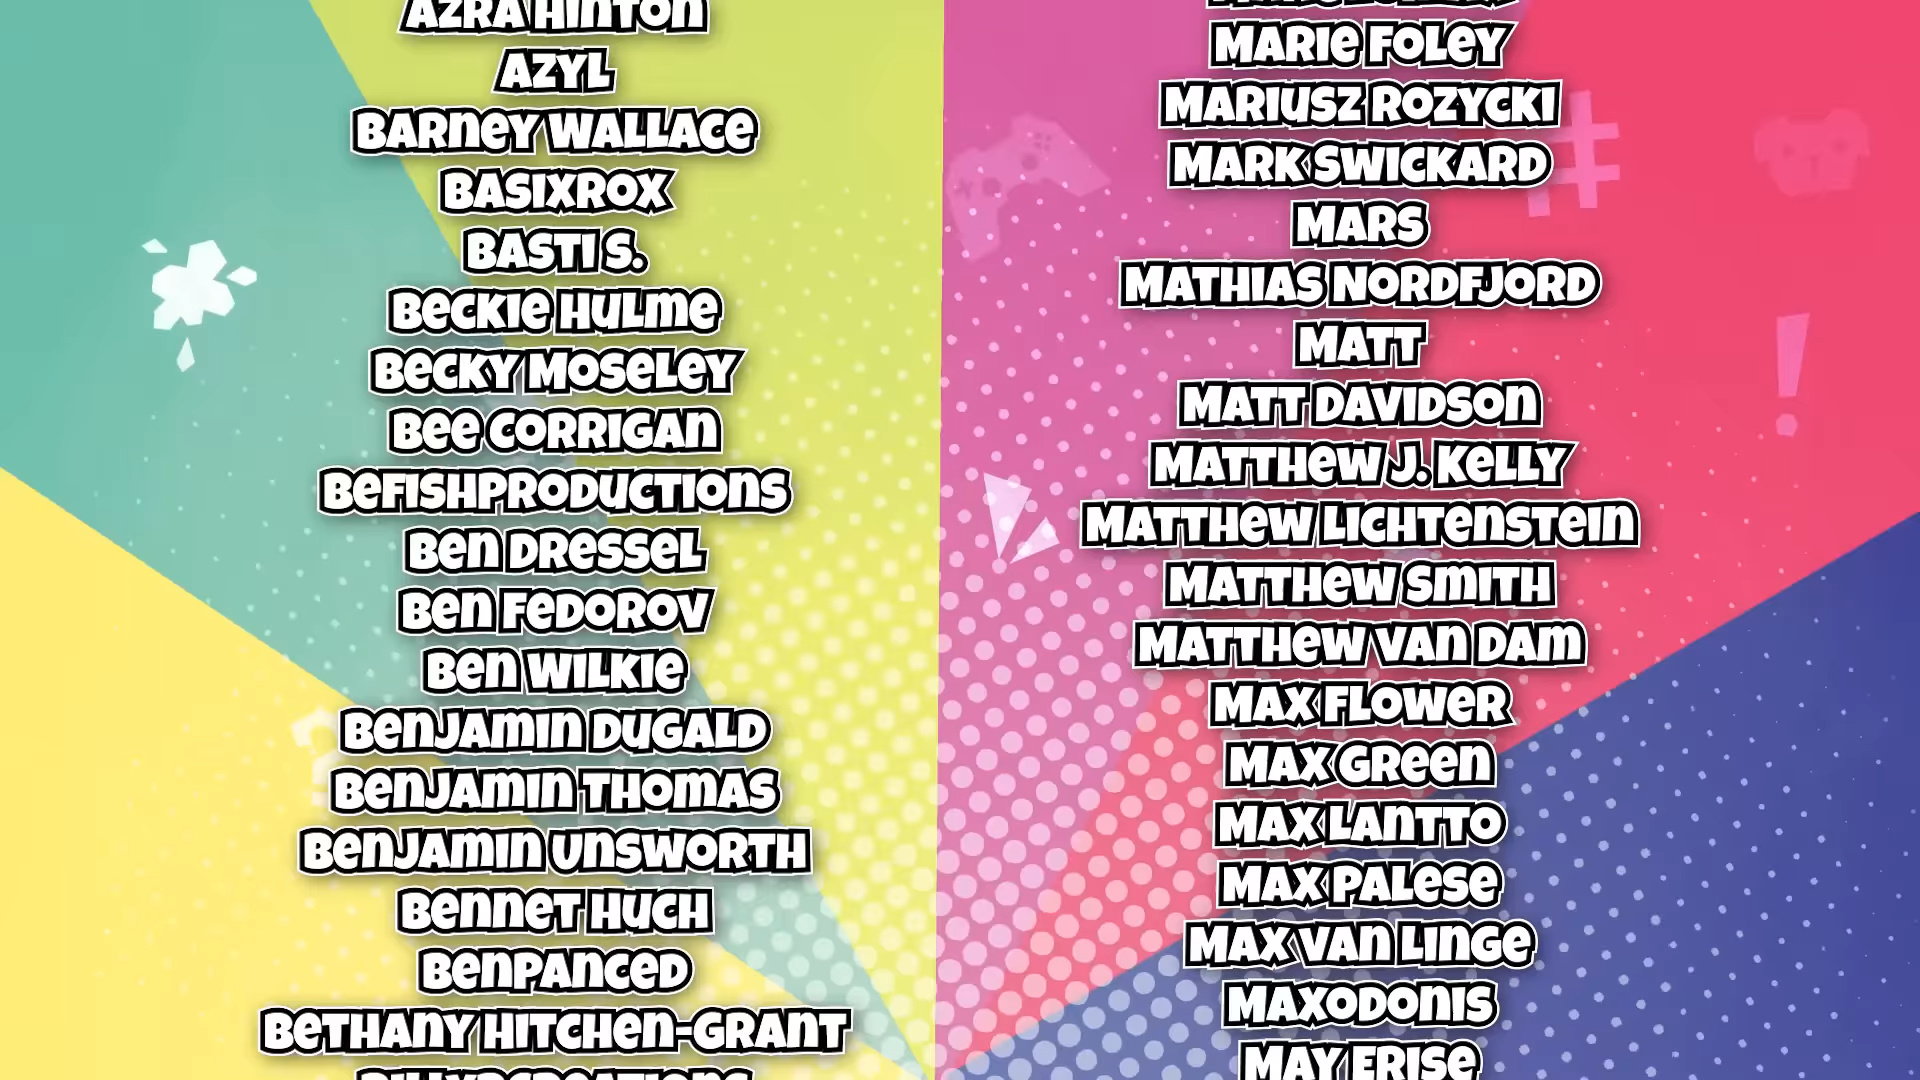 AZRA HINTON
AZYL
BARNEY WALLACE
BASIXROX
BASTI S.
BECKIE HULME
BECKY MOSELEY
BEE CORRIGAN
BEFISHPRODUCTIONS
BEN DRESSEL
BEN FEDOROV
BEN WILKIE
BENJAMIN DUGALD
BENJAMIN THOMAS
BENJAMIN UNSWORTH
BENNET HUCH
BENPANCED
BETHANY HITCHEN-GRANT
MARIE FOLEY
MARIUSZ ROZYCKI
MARK SWICKARD
MARS
MATHIAS NORDFJORD
MATT
MATT DAVIDSON
MATTHEW J. KELLY
MATTHEW LICHTENSTEIN
MATTHEW SMITH
MATTHEW VAN DAM
MAX FLOWER
MAX GREEN
MAX LANTTO
MAX PALESE
MAX VAN LINGE
MAXODONIS
MAY ERISE